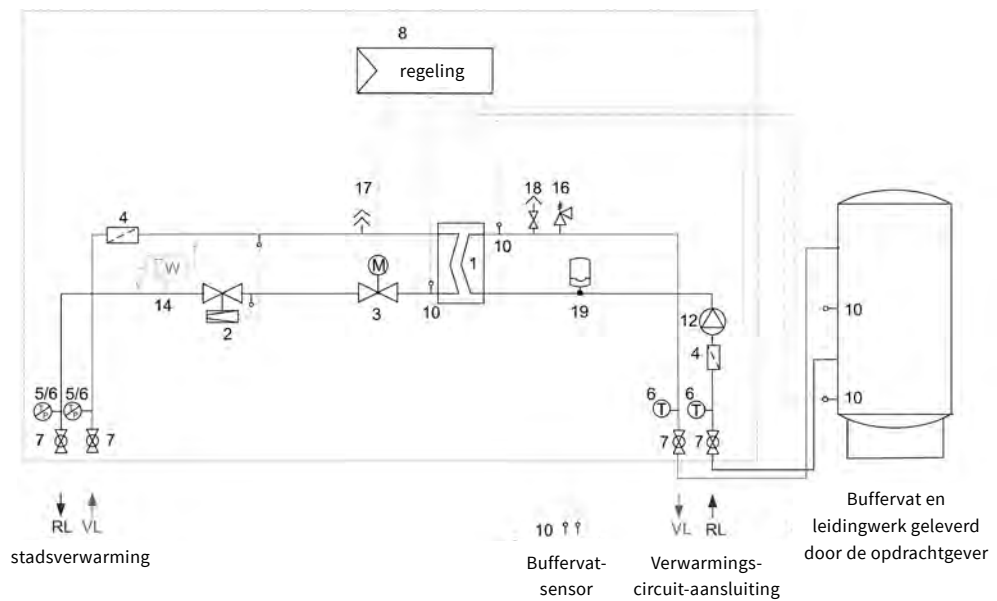 8
regeling
17
18 16
4
10
1
W
14
2
3
10
19
12
10
4
5/6 5/6
6 6
10
7 7
7 7
RL VL
10
VL RL
stadsverwarming
Buffervat-
sensor
Verwarmings-
circuit-aansluiting
Buffervat en
leidingwerk geleverd
door de opdrachtgever
M
T T